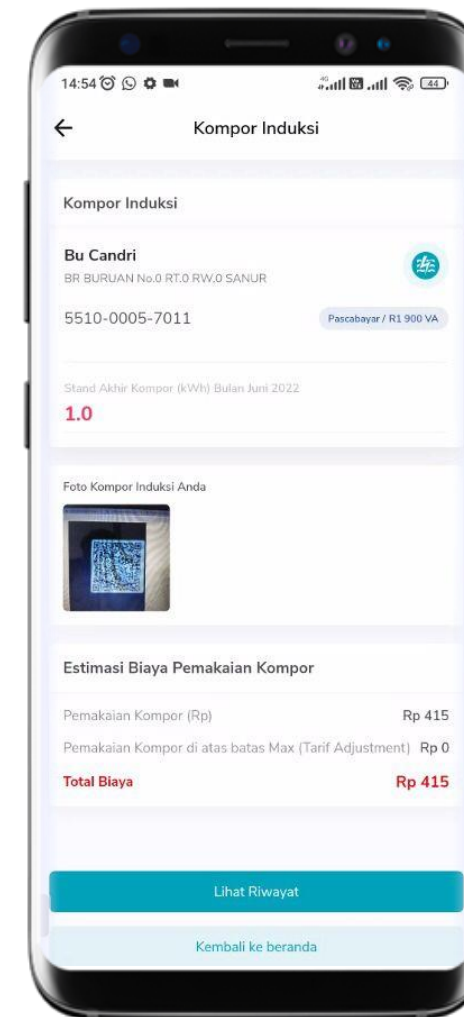 14:54
4G
44
Kompor Induksi
Kompor Induksi
Bu Candri
BR BURUAN No.0 RT.0 RW.0 SANUR
5510-0005-7011
Pascabayar / R1 900 VA
Stand Akhir Kompor (kWh) Bulan Juni 2022
1.0
Foto Kompor Induksi Anda
Estimasi Biaya Pemakaian Kompor
Pemakaian Kompor (Rp) Rp 415
Pemakaian Kompor di atas batas Max (Tarif Adjustment) Rp 0
Total Biaya Rp 415
Lihat Riwayat
Kembali ke beranda